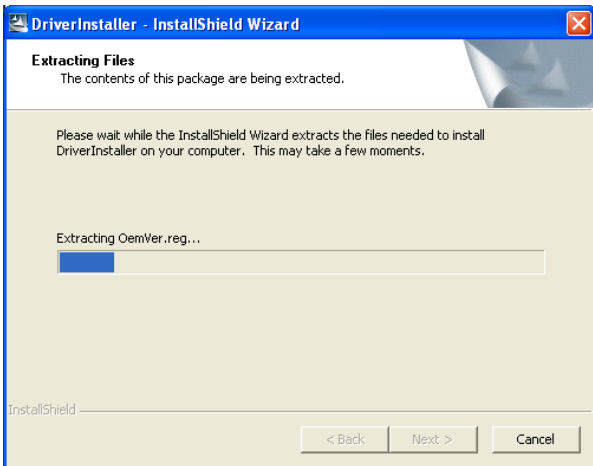 DriverInstaller - InstallShield Wizard
Extracting Files
The contents of this package are being extracted.
Please wait while the InstallShield Wizard extracts the files needed to install
DriverInstaller on your computer. This may take a few moments.
Extracting OemVer.reg...
InstallShield
< Back Next > Cancel